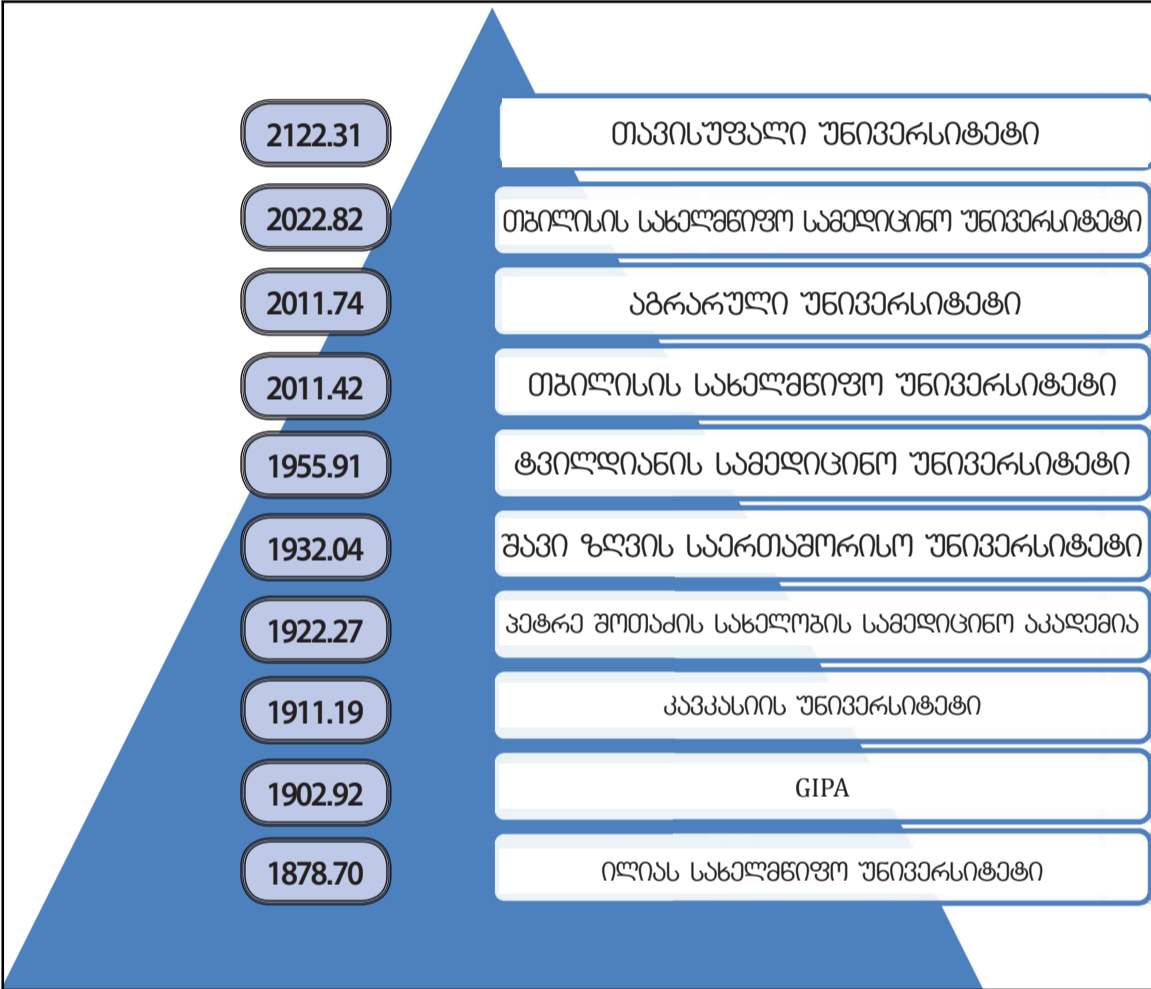 2122.31 თავისუფალი უნივერსიტეტი
2022.82 თბილისის სახელმწიფო სამედიცინო უნივერსიტეტი
2011.74 აგრარული უნივერსიტეტი
2011.42 თბილისის სახელმწიფო უნივერსიტეტი
1955.91 ტვილდიანის სამედიცინო უნივერსიტეტი
1932.04 შავი ზღვის საერთაშორისო უნივერსიტეტი
1922.27 პეტრე შოთაძის სახელობის სამედიცინო აკადემია
1911.19 კავკასიის უნივერსიტეტი
1902.92 GIPA
1878.70 ილიას სახელმწიფო უნივერსიტეტი